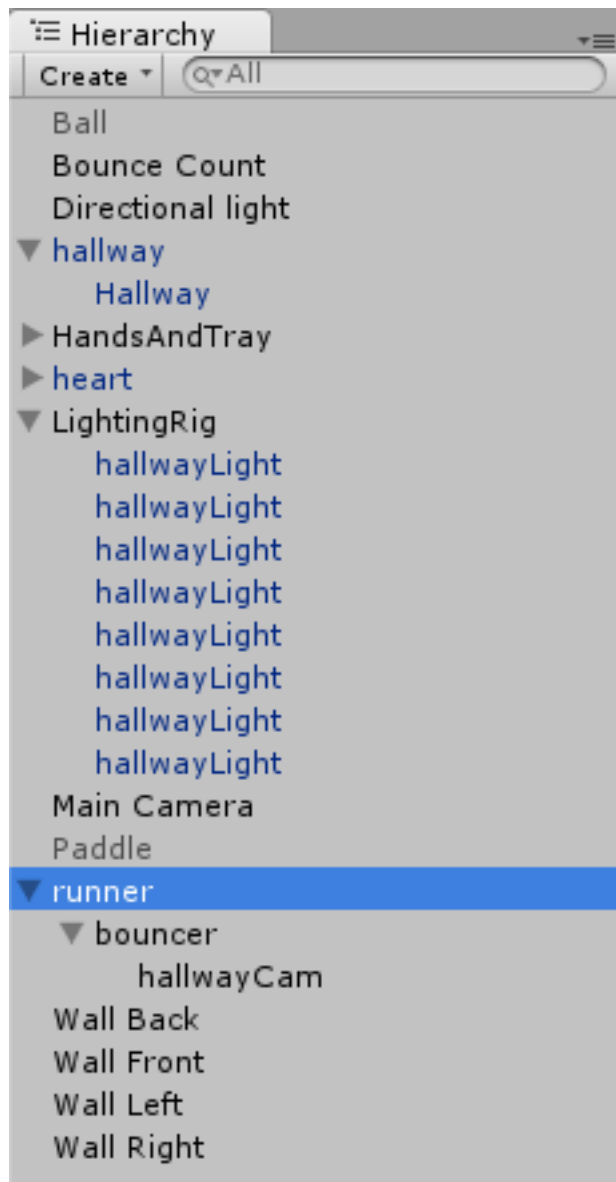 Hierarchy
Create All
Ball
Bounce Count
Directional light
hallway
Hallway
HandsAndTray
heart
LightingRig
hallwayLight
hallwayLight
hallwayLight
hallwayLight
hallwayLight
hallwayLight
hallwayLight
hallwayLight
Main Camera
Paddle
runner
bouncer
hallwayCam
Wall Back
Wall Front
Wall Left
Wall Right